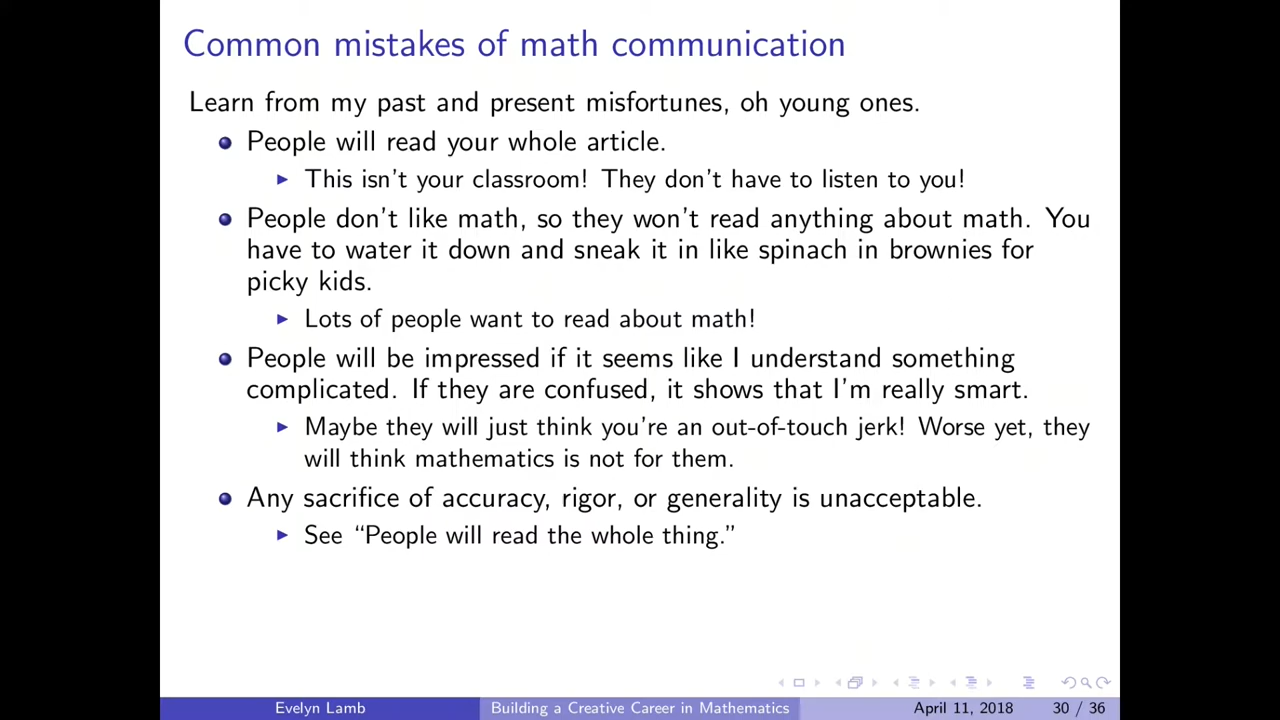 Common mistakes of math communication
Learn from my past and present misfortunes, oh young ones.
People will read your whole article.
This isn't your classroom! They don't have to listen to you!
People don't like math, so they won't read anything about math. You
have to water it down and sneak it in like spinach in brownies for
picky kids.
Lots of people want to read about math!
People will be impressed if it seems like I understand something
complicated. If they are confused, it shows that I'm really smart.
Maybe they will just think you're an out-of-touch jerk! Worse yet, they
will think mathematics is not for them.
Any sacrifice of accuracy, rigor, or generality is unacceptable.
See “People will read the whole thing.”
Evelyn Lamb Building a Creative Career in Mathematics April 11, 2018 30 / 36